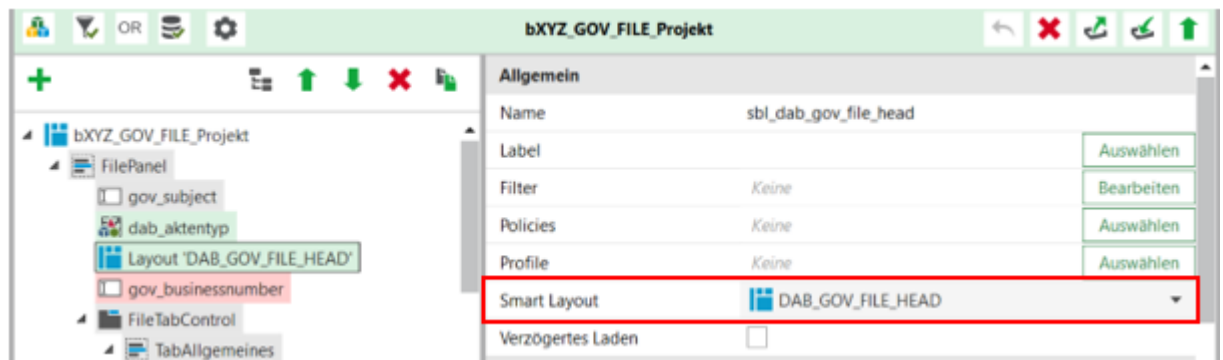 OR
bXYZ_GOV_FILE_Projekt
bXYZ_GOV_FILE_Projekt
FilePanel
gov_subject
dab_aktentyp
Layout 'DAB_GOV_FILE_HEAD'
gov_businessnumber
FileTabControl
TabAllgemeines
Allgemein
Name sbl_dab_gov_file_head
Label Auswählen
Filter Keine Bearbeiten
Policies Keine Auswählen
Profile Keine Auswählen
Smart Layout DAB_GOV_FILE_HEAD
Verzögertes Laden